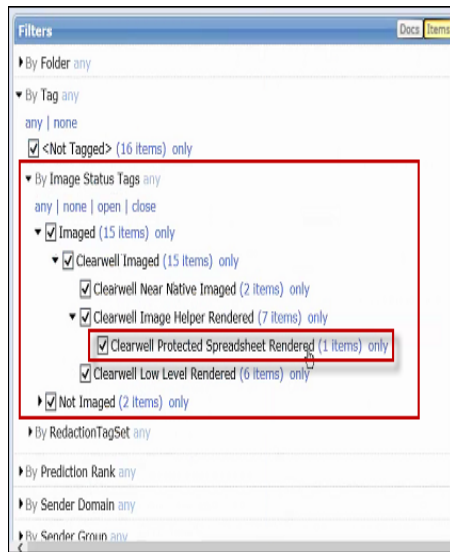 Filters Docs Items
By Folder any
By Tag any
any | none
<Not Tagged> (16 items) only
By Image Status Tags any
any | none | open | close
Imaged (15 items) only
Clearwell Imaged (15 items) only
Clearwell Near Native Imaged (2 items) only
Clearwell Image Helper Rendered (7 items) only
Clearwell Protected Spreadsheet Rendered (1 items) only
Clearwell Low Level Rendered (6 items) only
Not Imaged (2 items) only
By RedactionTagSet any
By Prediction Rank any
By Sender Domain any
By Sender Group any